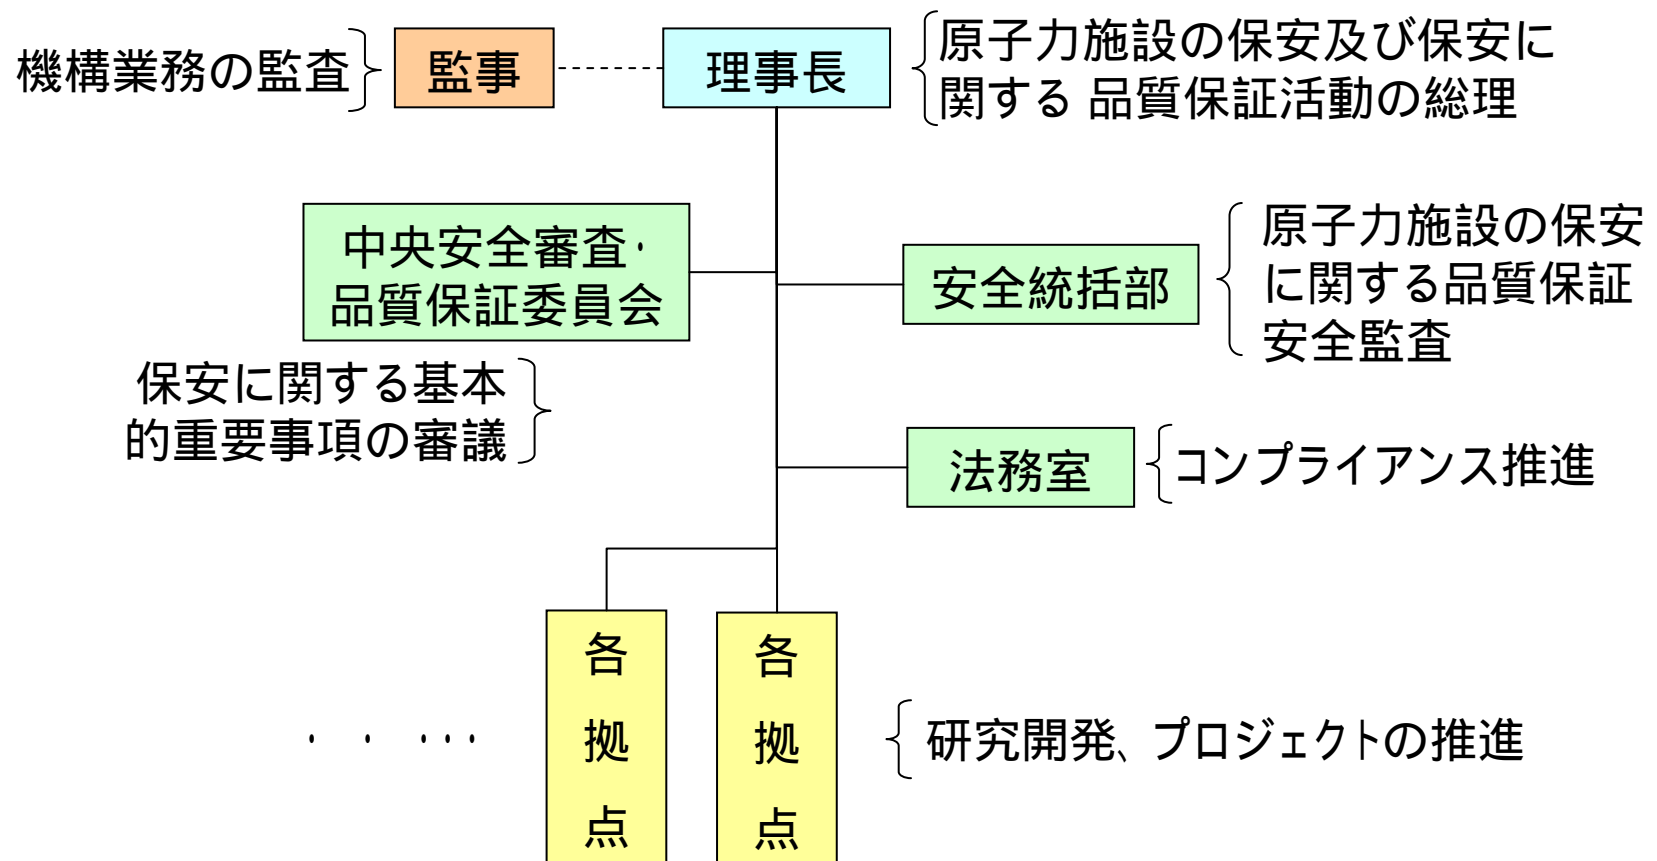 機構業務の監査
監事
理事長
原子力施設の保安及び保安に
関する 品質保証活動の総理
中央安全審査・
品質保証委員会
安全統括部
原子力施設の保安
に関する品質保証
安全監査
保安に関する基本
的重要事項の審議
法務室
コンプライアンス推進
各拠点
各拠点
・ ・ ・・・
研究開発、プロジェクトの推進